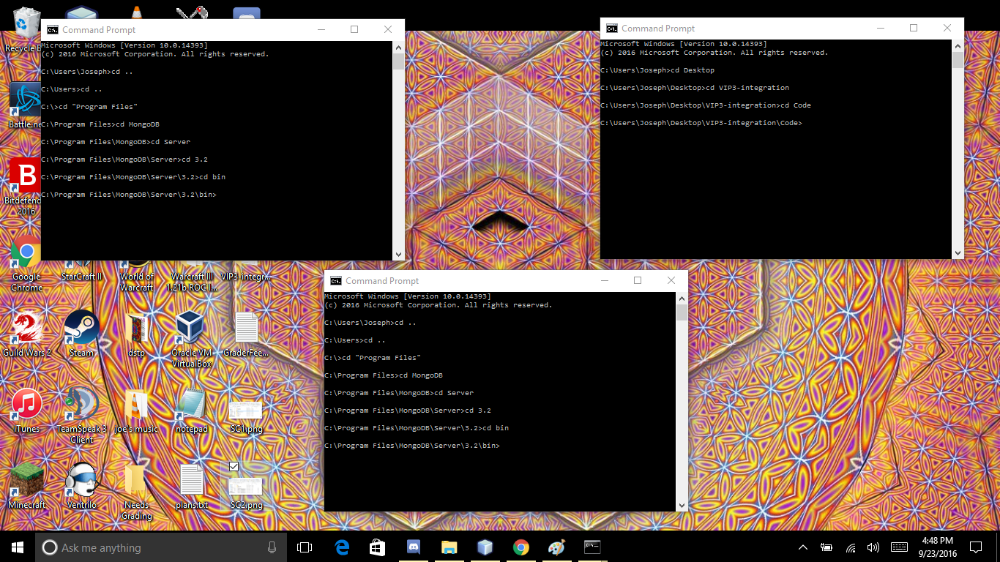 Command Prompt
Microsoft Windows [Version 10.0.14393]
(c) 2016 Microsoft Corporation. All rights reserved.
C:\Users\Joseph>cd ..
C:\Users>cd ..
C:\>cd "Program Files"
C:\Program Files>cd MongoDB
C:\Program Files\MongoDB>cd Server
C:\Program Files\MongoDB\Server>cd 3.2
C:\Program Files\MongoDB\Server\3.2>cd bin
C:\Program Files\MongoDB\Server\3.2\bin>
Command Prompt
Microsoft Windows [Version 10.0.14393]
(c) 2016 Microsoft Corporation. All rights reserved.
C:\Users\Joseph>cd Desktop
C:\Users\Joseph\Desktop>cd VIP3-integration
C:\Users\Joseph\Desktop\VIP3-integration>cd Code
C:\Users\Joseph\Desktop\VIP3-integration\Code>
Command Prompt
Microsoft Windows [Version 10.0.14393]
(c) 2016 Microsoft Corporation. All rights reserved.
C:\Users\Joseph>cd ..
C:\Users>cd ..
C:\>cd "Program Files"
C:\Program Files>cd MongoDB
C:\Program Files\MongoDB>cd Server
C:\Program Files\MongoDB\Server>cd 3.2
C:\Program Files\MongoDB\Server\3.2>cd bin
C:\Program Files\MongoDB\Server\3.2\bin>
Recycle B
Battle.ne
Bitdefend
2016
Google
Chrome
StarCraft II
World of
Warcraft
Warcraft III
1.21b ROC I...
VIP3-integr...
Guild Wars 2
Steam
dstp
Oracle VM
VirtualBox
GraderFee...
iTunes
TeamSpeak 3
Client
joe's music
notepad
SC1.png
Minecraft
Ventrilo
Needs
Grading
plans.txt
SC2.png
Ask me anything
4:48 PM
9/23/2016